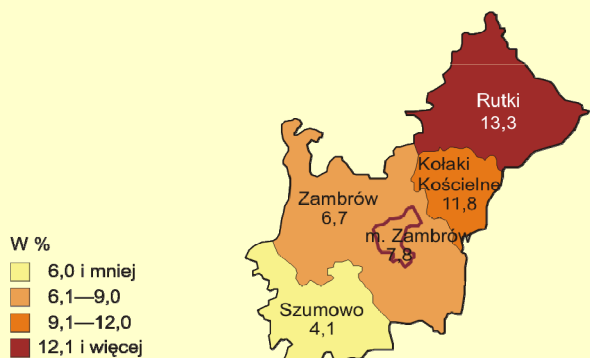 Rutki
13,3
Kołaki
Kościelne
11,8
Zambrów
6,7
m. Zambrów
7,8
Szumowo
4,1
W %
6,0 i mniej
6,1—9,0
9,1—12,0
12,1 i więcej